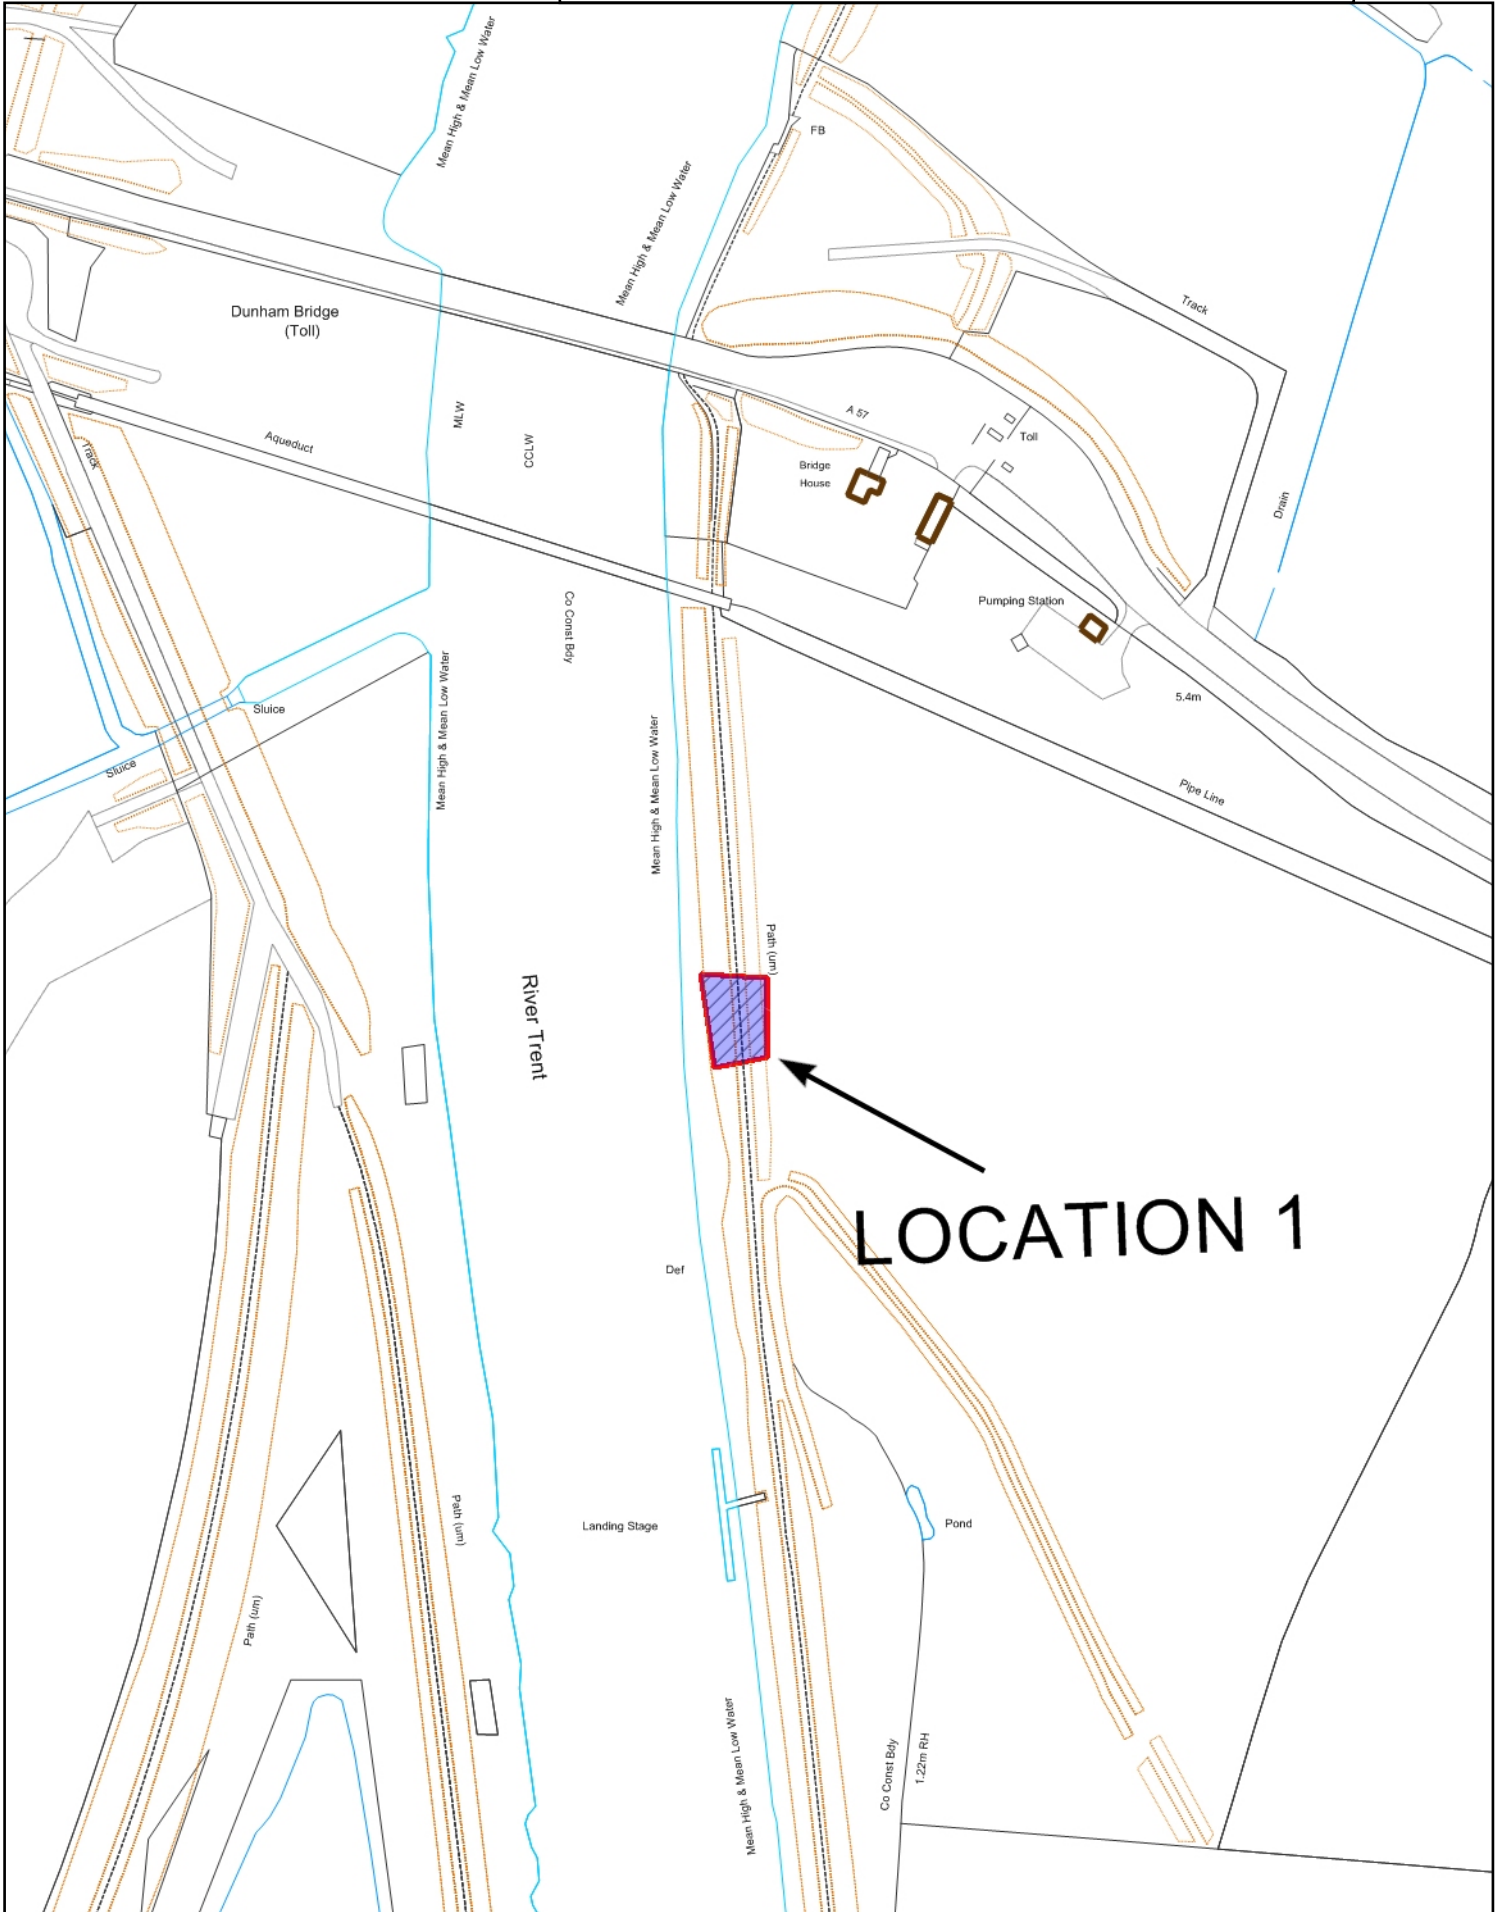 Mean High & Mean Low Water
FB
Mean High & Mean Low Water
Track
Dunham Bridge
(Toll)
A 57
Toll
MLW
CCLW
Aqueduct
Track
Bridge
House
Drain
Pumping Station
Co Const Bdy
5.4m
Sluice
Mean High & Mean Low Water
Mean High & Mean Low Water
Sluice
Pipe Line
Path (um)
River Trent
LOCATION 1
Def
Path (um)
Landing Stage
Pond
Path (um)
Mean High & Mean Low Water
Co Const Bdy
1.22m RH